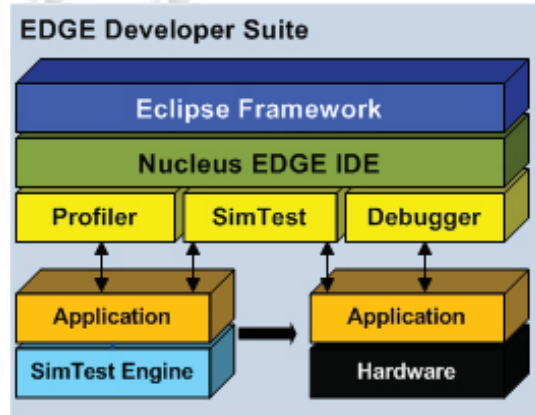 EDGE Developer Suite
Eclipse Framework
Nucleus EDGE IDE
Profiler
SimTest
Debugger
Application
Application
SimTest Engine
Hardware